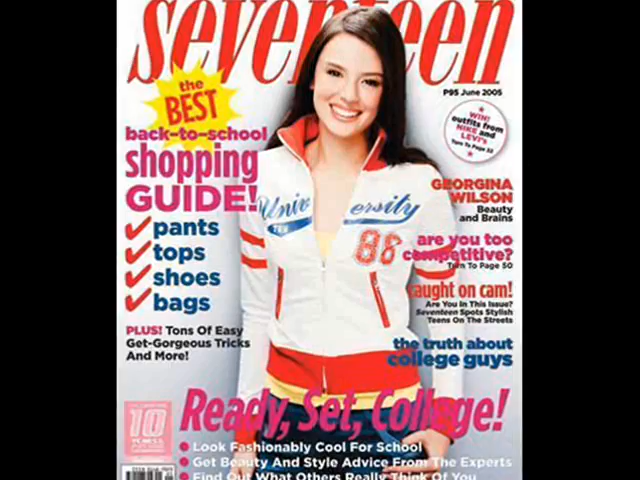 seventeen
P95 June 2005
the
BEST
back-to-school
shopping
GUIDE!
pants
tops
shoes
bags
PLUS! Tons Of Easy
Get-Gorgeous Tricks
And More!
WIN!
outfits from
NIKE and
LEVI's
Turn To Page 32
GEORGINA
WILSON
Beauty
and Brains
are you too
competitive?
Turn To Page 50
caught on cam!
Are You In This Issue?
Seventeen Spots Stylish
Teens On The Streets
the truth about
college guys
University
88
10
Ready, Set, College!
Look Fashionably Cool For School
Get Beauty And Style Advice From The Experts
Find Out What Others Really Think Of You